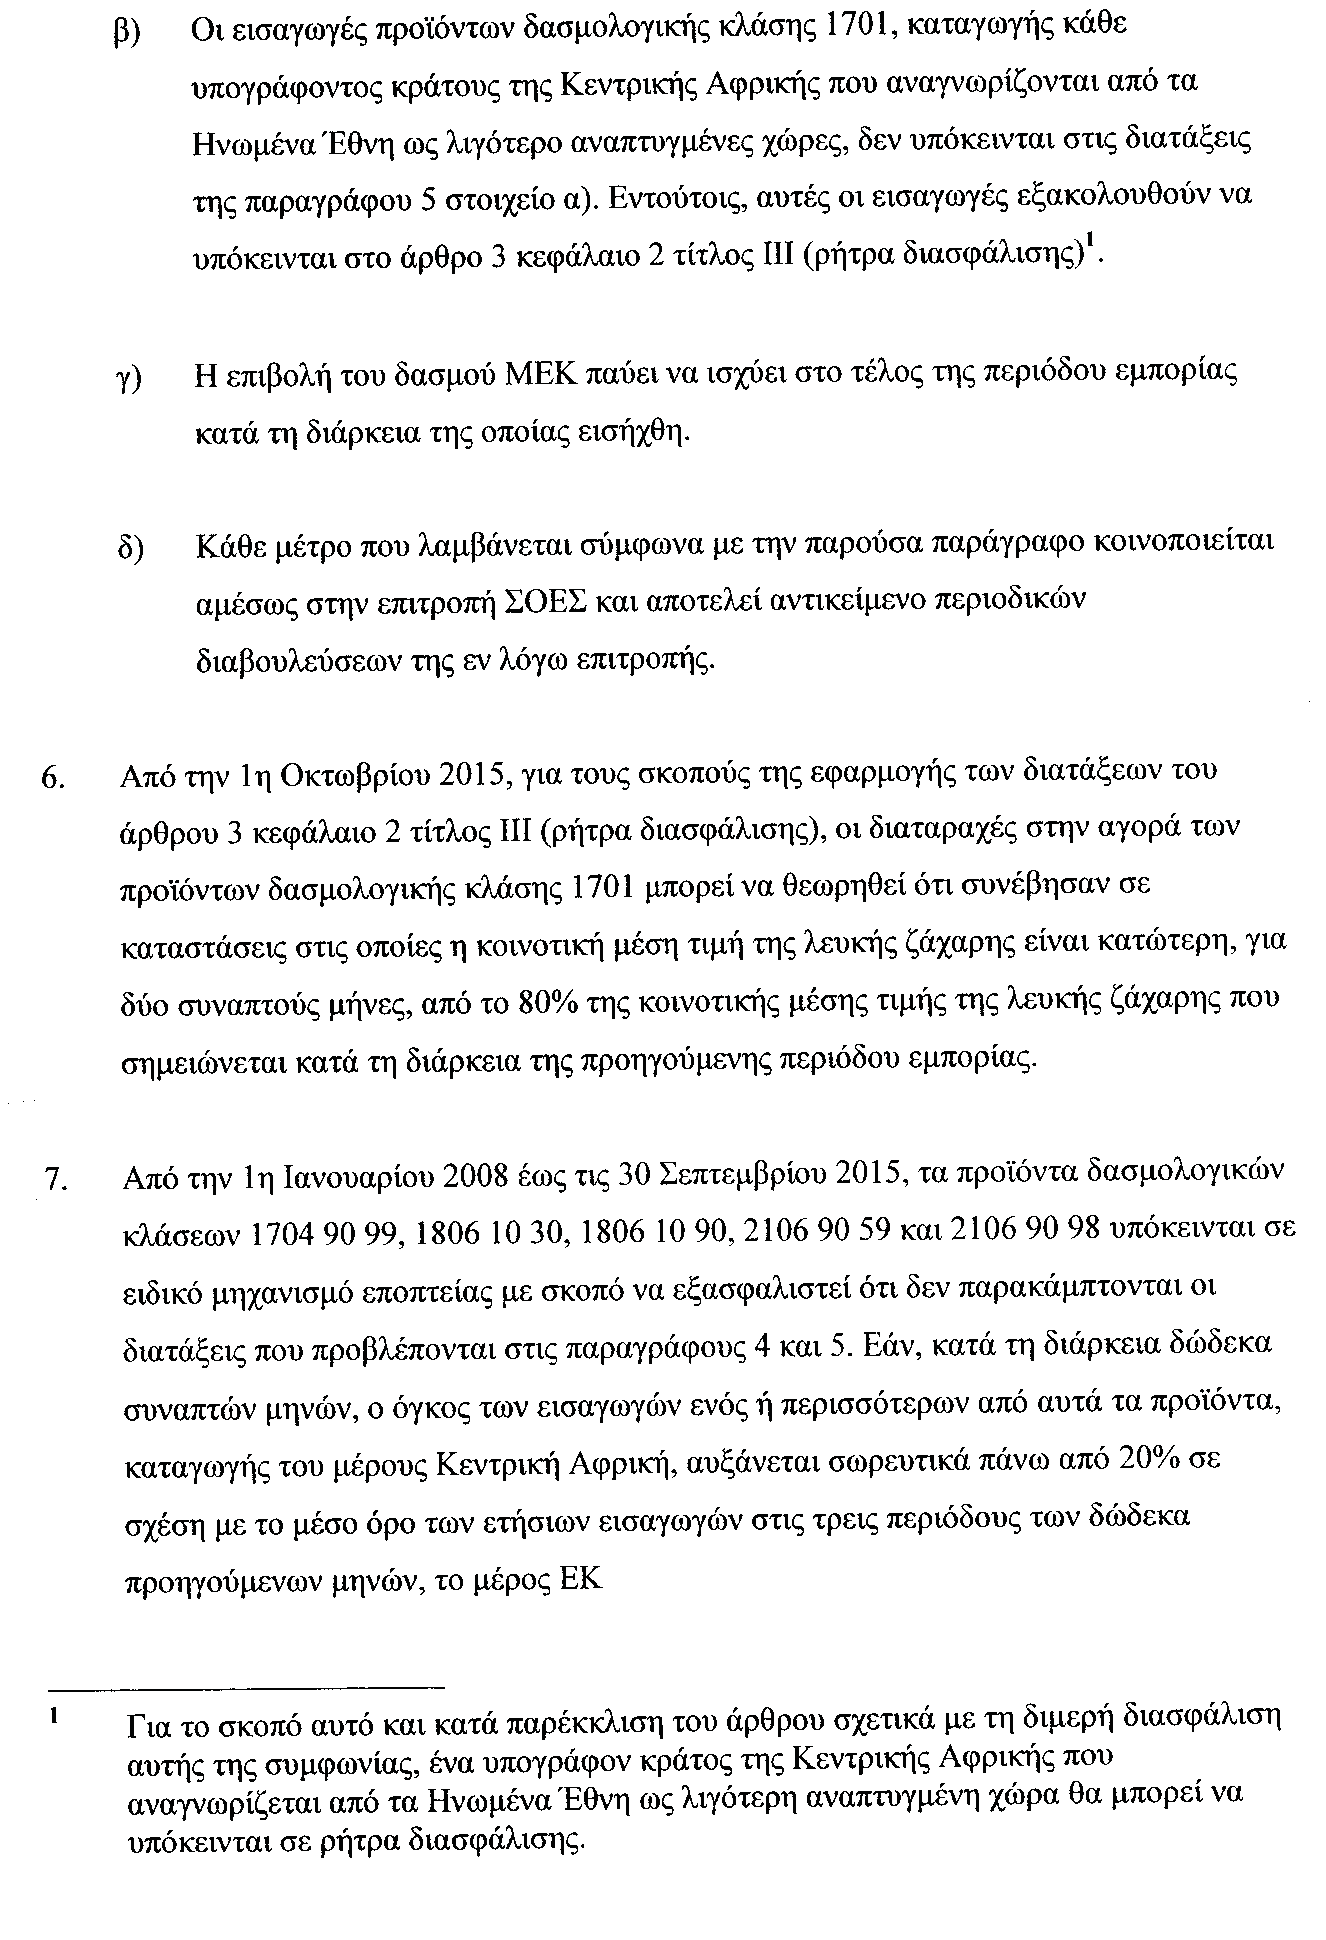 β) Οι εισαγωγές προϊόντων δασμολογικής κλάσης 1701, καταγωγής κάθε
υπογράφοντος κράτους της Κεντρικής Αφρικής που αναγνωρίζονται από τα
Ηνωμένα Έθνη ως λιγότερο αναπτυγμένες χώρες, δεν υπόκεινται στις διατάξεις
της παραγράφου 5 στοιχείο α). Εντούτοις, αυτές οι εισαγωγές εξακολουθούν να
υπόκεινται στο άρθρο 3 κεφάλαιο 2 τίτλος ΙΙΙ (ρήτρα διασφάλισης)¹.
γ) Η επιβολή του δασμού ΜΕΚ παύει να ισχύει στο τέλος της περιόδου εμπορίας
κατά τη διάρκεια της οποίας εισήχθη.
δ) Κάθε μέτρο που λαμβάνεται σύμφωνα με την παρούσα παράγραφο κοινοποιείται
αμέσως στην επιτροπή ΣΟΕΣ και αποτελεί αντικείμενο περιοδικών
διαβουλεύσεων της εν λόγω επιτροπής.
6. Από την 1η Οκτωβρίου 2015, για τους σκοπούς της εφαρμογής των διατάξεων του
άρθρου 3 κεφάλαιο 2 τίτλος ΙΙΙ (ρήτρα διασφάλισης), οι διαταραχές στην αγορά των
προϊόντων δασμολογικής κλάσης 1701 μπορεί να θεωρηθεί ότι συνέβησαν σε
καταστάσεις στις οποίες η κοινοτική μέση τιμή της λευκής ζάχαρης είναι κατώτερη, για
δύο συναπτούς μήνες, από το 80% της κοινοτικής μέσης τιμής της λευκής ζάχαρης που
σημειώνεται κατά τη διάρκεια της προηγούμενης περιόδου εμπορίας.
7. Από την 1η Ιανουαρίου 2008 έως τις 30 Σεπτεμβρίου 2015, τα προϊόντα δασμολογικών
κλάσεων 1704 90 99, 1806 10 30, 1806 10 90, 2106 90 59 και 2106 90 98 υπόκεινται σε
ειδικό μηχανισμό εποπτείας με σκοπό να εξασφαλιστεί ότι δεν παρακάμπτονται οι
διατάξεις που προβλέπονται στις παραγράφους 4 και 5. Εάν, κατά τη διάρκεια δώδεκα
συναπτών μηνών, ο όγκος των εισαγωγών ενός ή περισσότερων από αυτά τα προϊόντα,
καταγωγής του μέρους Κεντρική Αφρική, αυξάνεται σωρευτικά πάνω από 20% σε
σχέση με το μέσο όρο των ετήσιων εισαγωγών στις τρεις περιόδους των δώδεκα
προηγούμενων μηνών, το μέρος ΕΚ
¹ Για το σκοπό αυτό και κατά παρέκκλιση του άρθρου σχετικά με τη διμερή διασφάλιση
αυτής της συμφωνίας, ένα υπογράφον κράτος της Κεντρικής Αφρικής που
αναγνωρίζεται από τα Ηνωμένα Έθνη ως λιγότερη αναπτυγμένη χώρα θα μπορεί να
υπόκεινται σε ρήτρα διασφάλισης.